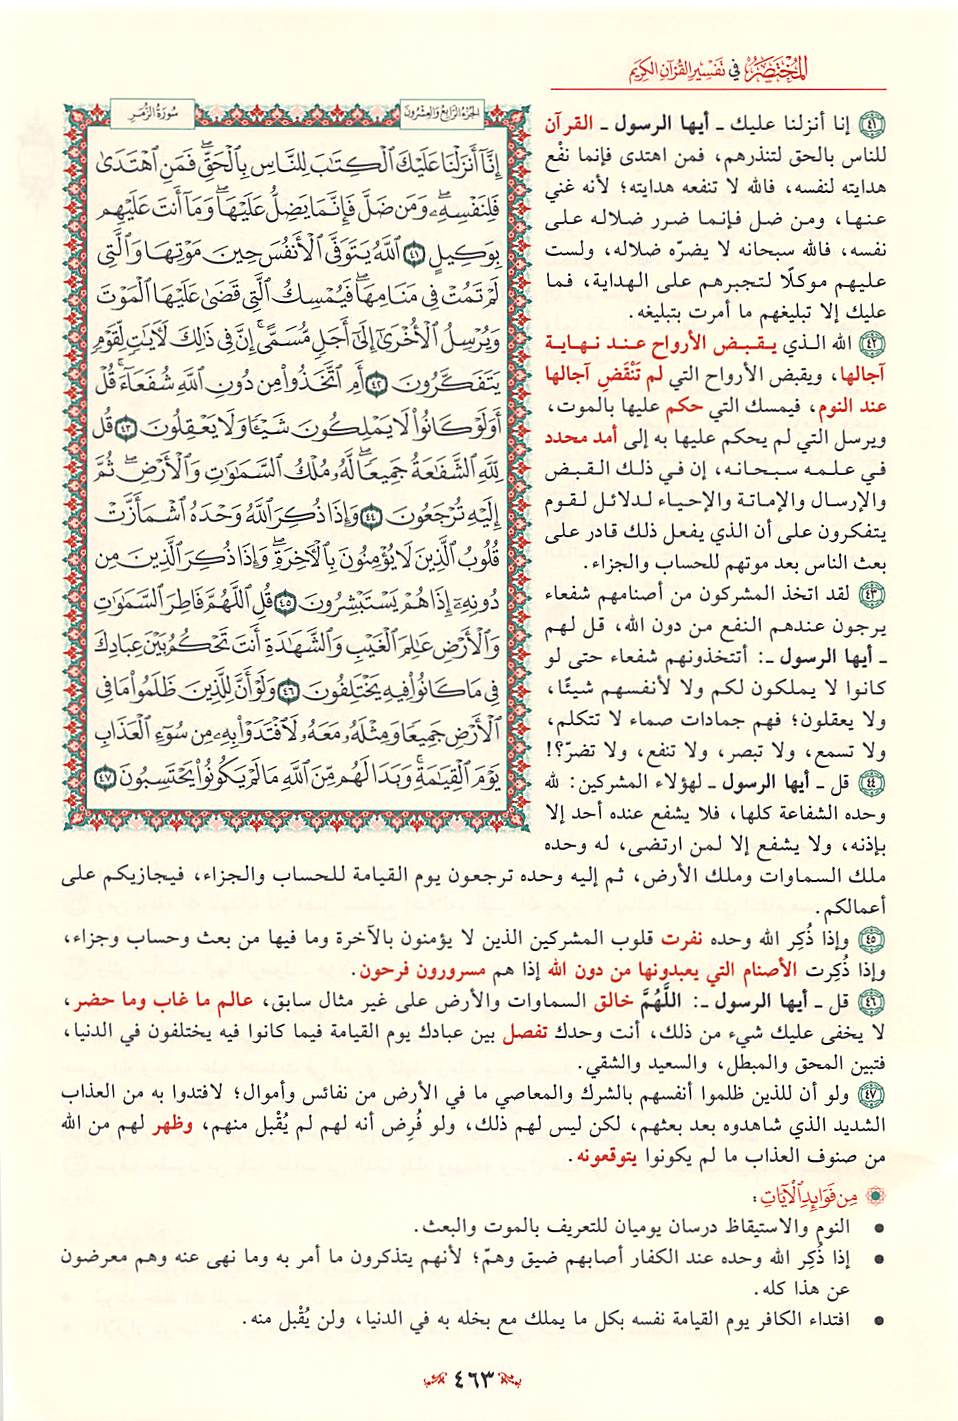 المختصر في تفسير القرآن الكريم
سورة الزمر
الجزء الرابع والعشرون
إِنَّآ أَنزَلْنَا عَلَيْكَ ٱلْكِتَٰبَ لِلنَّاسِ بِٱلْحَقِّ ۖ فَمَنِ ٱهْتَدَىٰ
فَلِنَفْسِهِۦ ۖ وَمَن ضَلَّ فَإِنَّمَا يَضِلُّ عَلَيْهَا ۖ وَمَآ أَنتَ عَلَيْهِم
بِوَكِيلٍ ٤١ ٱللَّهُ يَتَوَفَّى ٱلْأَنفُسَ حِينَ مَوْتِهَا وَٱلَّتِى
لَمْ تَمُتْ فِى مَنَامِهَا ۖ فَيُمْسِكُ ٱلَّتِى قَضَىٰ عَلَيْهَا ٱلْمَوْتَ
وَيُرْسِلُ ٱلْأُخْرَىٰٓ إِلَىٰٓ أَجَلٍ مُّسَمًّى ۚ إِنَّ فِى ذَٰلِكَ لَءَايَٰتٍ لِّقَوْمٍ
يَتَفَكَّرُونَ ٤٢ أَمِ ٱتَّخَذُوا۟ مِن دُونِ ٱللَّهِ شُفَعَآءَ ۚ قُلْ
أَوَلَوْ كَانُوا۟ لَا يَمْلِكُونَ شَيْـًٔا وَلَا يَعْقِلُونَ ٤٣ قُل
لِّلَّهِ ٱلشَّفَٰعَةُ جَمِيعًا ۖ لَّهُۥ مُلْكُ ٱلسَّمَٰوَٰتِ وَٱلْأَرْضِ ۖ ثُمَّ
إِلَيْهِ تُرْجَعُونَ ٤٤ وَإِذَا ذُكِرَ ٱللَّهُ وَحْدَهُ ٱشْمَأَزَّتْ
قُلُوبُ ٱلَّذِينَ لَا يُؤْمِنُونَ بِٱلْءَاخِرَةِ ۖ وَإِذَا ذُكِرَ ٱلَّذِينَ مِن
دُونِهِۦٓ إِذَا هُمْ يَسْتَبْشِرُونَ ٤٥ قُلِ ٱللَّهُمَّ فَاطِرَ ٱلسَّمَٰوَٰتِ
وَٱلْأَرْضِ عَٰلِمَ ٱلْغَيْبِ وَٱلشَّهَٰدَةِ أَنتَ تَحْكُمُ بَيْنَ عِبَادِكَ
فِى مَا كَانُوا۟ فِيهِ يَخْتَلِفُونَ ٤٦ وَلَوْ أَنَّ لِلَّذِينَ ظَلَمُوا۟ مَا فِى
ٱلْأَرْضِ جَمِيعًا وَمِثْلَهُۥ مَعَهُۥ لَٱفْتَدَوْا۟ بِهِۦ مِن سُوٓءِ ٱلْعَذَابِ
يَوْمَ ٱلْقِيَٰمَةِ ۚ وَبَدَا لَهُم مِّنَ ٱللَّهِ مَا لَمْ يَكُونُوا۟ يَحْتَسِبُونَ ٤٧
٤١ إنا أنزلنا عليك ـ أيها الرسول ـ القرآن
للناس بالحق لتنذرهم، فمن اهتدى فإنما نفْع
هدايته لنفسه، فالله لا تنفعه هدايته؛ لأنه غني
عنها، ومن ضل فإنما ضرر ضلاله على
نفسه، فالله سبحانه لا يضرّه ضلاله، ولست
عليهم موكلًا لتجبرهم على الهداية، فما
عليك إلا تبليغهم ما أمرت بتبليغه.
٤٢ الله الذي يقبض الأرواح عند نهاية
آجالها، ويقبض الأرواح التي لم تَنْقَضِ آجالها
عند النوم، فيمسك التي حكم عليها بالموت،
ويرسل التي لم يحكم عليها به إلى أمد محدد
في علمه سبحانه، إن في ذلك القبض
والإرسال والإماتة والإحياء لدلائل لقوم
يتفكرون على أن الذي يفعل ذلك قادر على
بعث الناس بعد موتهم للحساب والجزاء.
٤٣ لقد اتخذ المشركون من أصنامهم شفعاء
يرجون عندهم النفع من دون الله، قل لهم
ـ أيها الرسول ـ: أتتخذونهم شفعاء حتى لو
كانوا لا يملكون لكم ولا لأنفسهم شيئًا،
ولا يعقلون؛ فهم جمادات صماء لا تتكلم،
ولا تسمع، ولا تبصر، ولا تنفع، ولا تضرّ؟!
٤٤ قل ـ أيها الرسول ـ لهؤلاء المشركين: لله
وحده الشفاعة كلها، فلا يشفع عنده أحد إلا
بإذنه، ولا يشفع إلا لمن ارتضى، له وحده
ملك السماوات وملك الأرض، ثم إليه وحده ترجعون يوم القيامة للحساب والجزاء، فيجازيكم على
أعمالكم.
٤٥ وإذا ذُكِر الله وحده نفرت قلوب المشركين الذين لا يؤمنون بالآخرة وما فيها من بعث وحساب وجزاء،
وإذا ذُكِرت الأصنام التي يعبدونها من دون الله إذا هم مسرورون فرحون.
٤٦ قل ـ أيها الرسول ـ: اللَّهُمَّ خالق السماوات والأرض على غير مثال سابق، عالم ما غاب وما حضر،
لا يخفى عليك شيء من ذلك، أنت وحدك تفصل بين عبادك يوم القيامة فيما كانوا فيه يختلفون في الدنيا،
فتبين المحق والمبطل، والسعيد والشقي.
٤٧ ولو أن للذين ظلموا أنفسهم بالشرك والمعاصي ما في الأرض من نفائس وأموال؛ لافتدوا به من العذاب
الشديد الذي شاهدوه بعد بعثهم، لكن ليس لهم ذلك، ولو فُرِض أنه لهم لم يُقْبل منهم، وظهر لهم من الله
من صنوف العذاب ما لم يكونوا يتوقعونه.
من فوائد الآيات:
• النوم والاستيقاظ درسان يوميان للتعريف بالموت والبعث.
• إذا ذُكِر الله وحده عند الكفار أصابهم ضيق وهمّ؛ لأنهم يتذكرون ما أمر به وما نهى عنه وهم معرضون
عن هذا كله.
• افتداء الكافر يوم القيامة نفسه بكل ما يملك مع بخله به في الدنيا، ولن يُقْبل منه.
٤٦٣